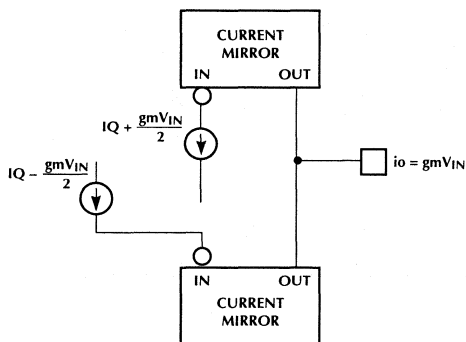 CURRENT
MIRROR
IN OUT
IQ + gmVIN/2
IQ − gmVIN/2
io = gmVIN
IN OUT
CURRENT
MIRROR